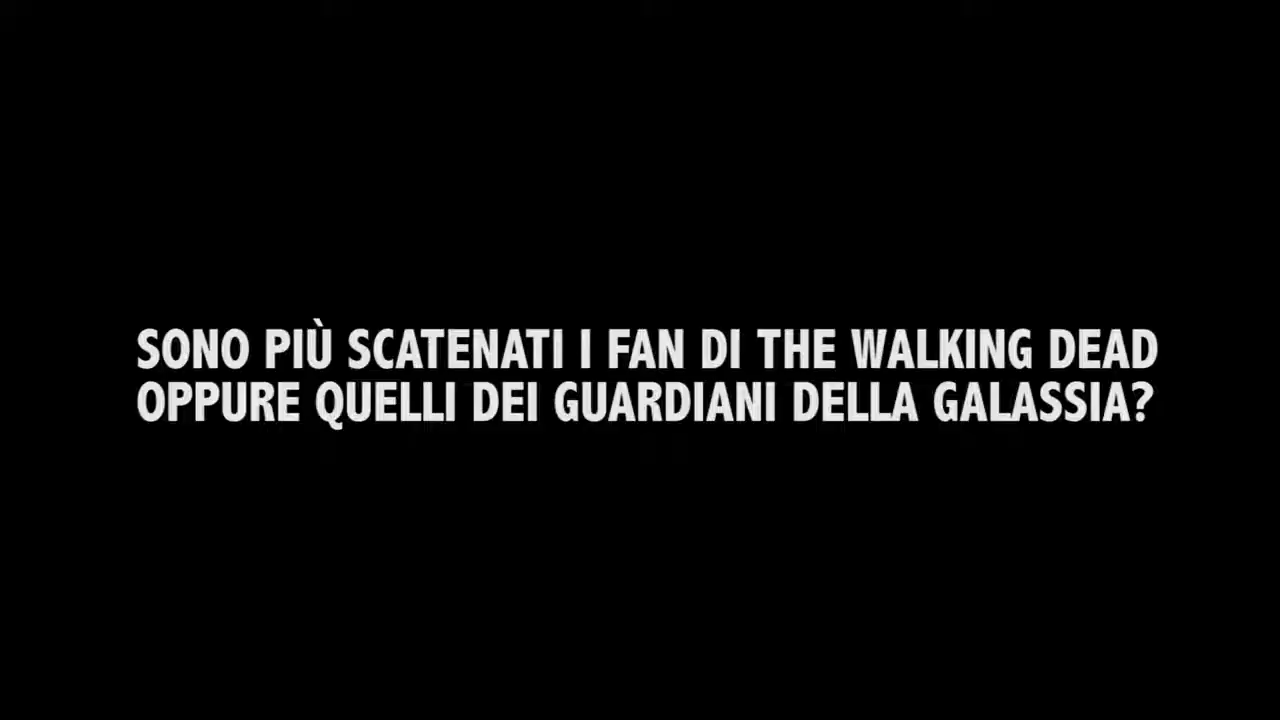 SONO PIÙ SCATENATI I FAN DI THE WALKING DEAD
OPPURE QUELLI DEI GUARDIANI DELLA GALASSIA?